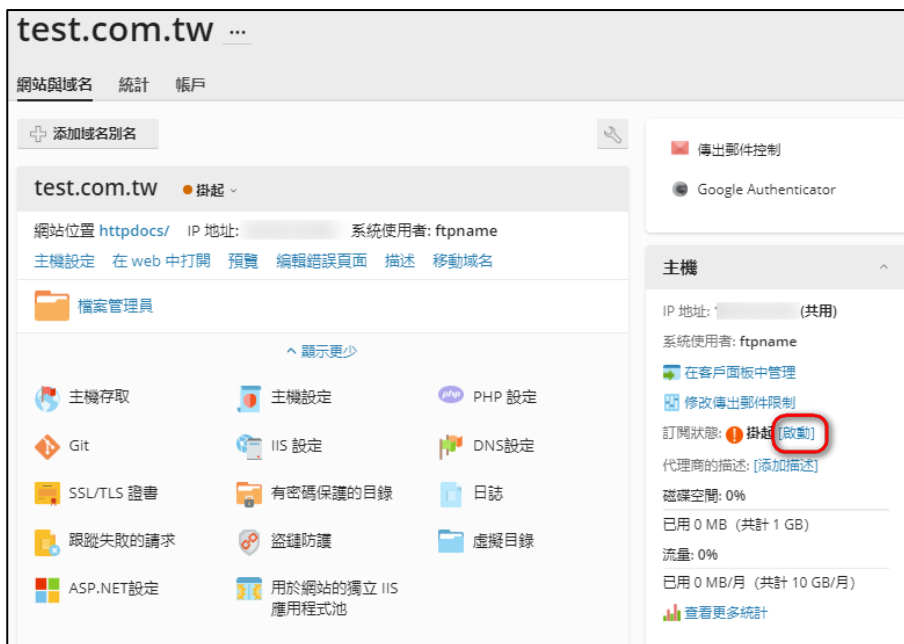 test.com.tw ...
網站與域名 統計 帳戶
添加域名別名
test.com.tw 掛起
網站位置 httpdocs/ IP 地址: 系統使用者: ftpname
主機設定 在 web 中打開 預覽 編輯錯誤頁面 描述 移動域名
檔案管理員
顯示更少
主機存取 主機設定 php PHP 設定
Git IIS 設定 DNS設定
SSL/TLS 證書 有密碼保護的目錄 日誌
跟蹤失敗的請求 盜鏈防護 虛擬目錄
ASP.NET設定 用於網站的獨立 IIS
應用程式池
傳出郵件控制
Google Authenticator
主機
IP 地址: (共用)
系統使用者: ftpname
在客戶面板中管理
修改傳出郵件限制
訂閱狀態: 掛起 [啟動]
代理商的描述: [添加描述]
磁碟空間: 0%
已用 0 MB (共計 1 GB)
流量: 0%
已用 0 MB/月 (共計 10 GB/月)
查看更多統計